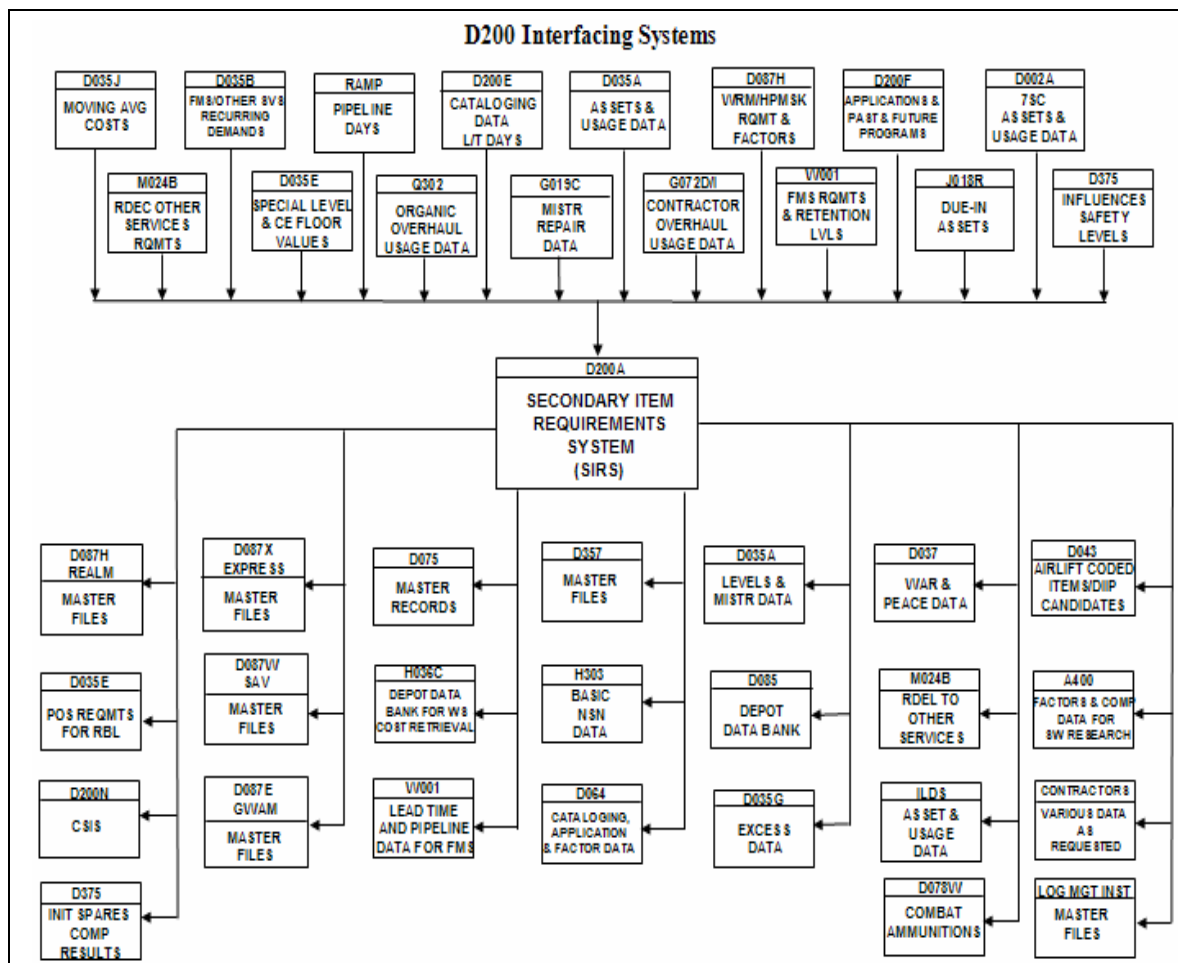 D200 Interfacing Systems
D035J
MOVING AVG
COSTS
D035B
FMS/OTHER SVS
RECURRING
DEMANDS
RAMP
PIPELINE
DAYS
D200E
CATALOGING
DATA
L/T DAYS
D035A
ASSETS &
USAGE DATA
D087H
WRM/HPMSK
RQMT &
FACTORS
D200F
APPLICATIONS &
PAST & FUTURE
PROGRAMS
D002A
7SC
ASSETS &
USAGE DATA
M024B
RDEC OTHER
SERVICES
RQMTS
D035E
SPECIAL LEVEL
& CE FLOOR
VALUES
Q302
ORGANIC
OVERHAUL
USAGE DATA
G019C
MISTR
REPAIR
DATA
G072D/I
CONTRACTOR
OVERHAUL
USAGE DATA
W001
FMS RQMTS
& RETENTION
LVLS
J018R
DUE-IN
ASSETS
D375
INFLUENCES
SAFETY
LEVELS
D200A
SECONDARY ITEM
REQUIREMENTS
SYSTEM
(SIRS)
D087H
REALM
MASTER
FILES
D087X
EXPRESS
MASTER
FILES
D075
MASTER
RECORDS
D357
MASTER
FILES
D035A
LEVELS &
MISTR DATA
D037
WAR &
PEACE DATA
D043
AIRLIFT CODED
ITEMS/DIIP
CANDIDATES
D035E
POS REQMTS
FOR RBL
D087W
SAV
MASTER
FILES
H036C
DEPOT DATA
BANK FOR WS
COST RETRIEVAL
H303
BASIC
NSN
DATA
D085
DEPOT
DATA BANK
M024B
RDEL TO
OTHER
SERVICES
A400
FACTORS & COMP
DATA FOR
SW RESEARCH
D200N
CSIS
D087E
GWAM
MASTER
FILES
W001
LEAD TIME
AND PIPELINE
DATA FOR FMS
D064
CATALOGING,
APPLICATION
& FACTOR DATA
D035G
EXCESS
DATA
ILDS
ASSET &
USAGE
DATA
CONTRACTORS
VARIOUS DATA
AS
REQUESTED
D375
INIT SPARES
COMP
RESULTS
D078W
COMBAT
AMMUNITIONS
LOG MGT INST
MASTER
FILES